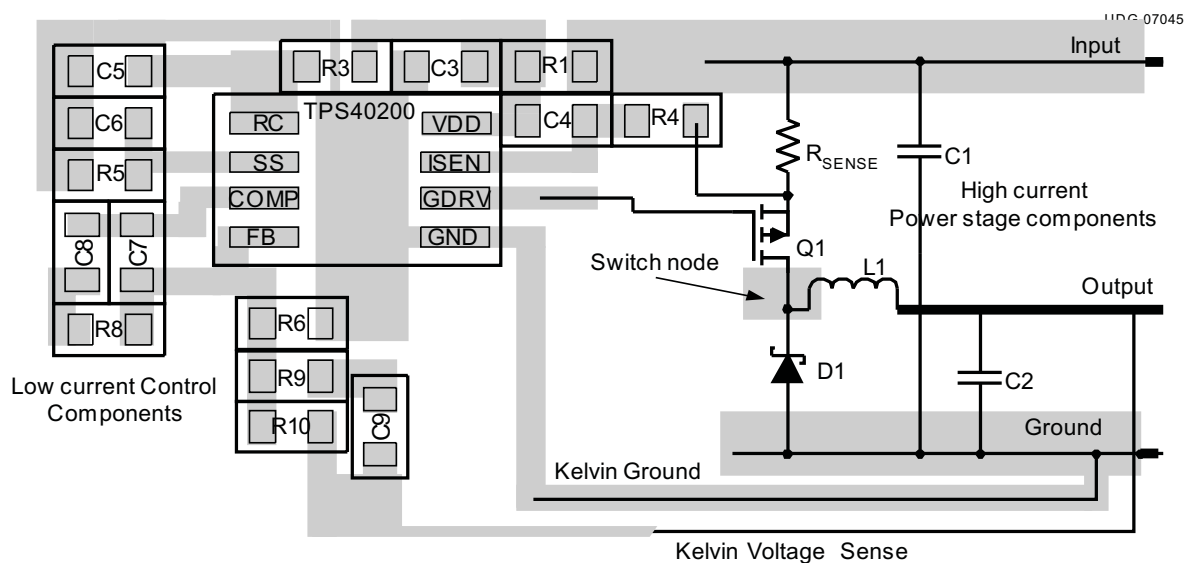 UDG-07045
Input
C5
R3
C3
R1
TPS40200
C6
RC
VDD
C4
R4
SS
ISEN
RSENSE
C1
R5
COMP
GDRV
High current
Power stage components
C8
C7
FB
GND
Q1
Switch node
L1
Output
R8
R6
Low current Control
Components
R9
D1
C2
R10
C9
Ground
Kelvin Ground
Kelvin Voltage Sense